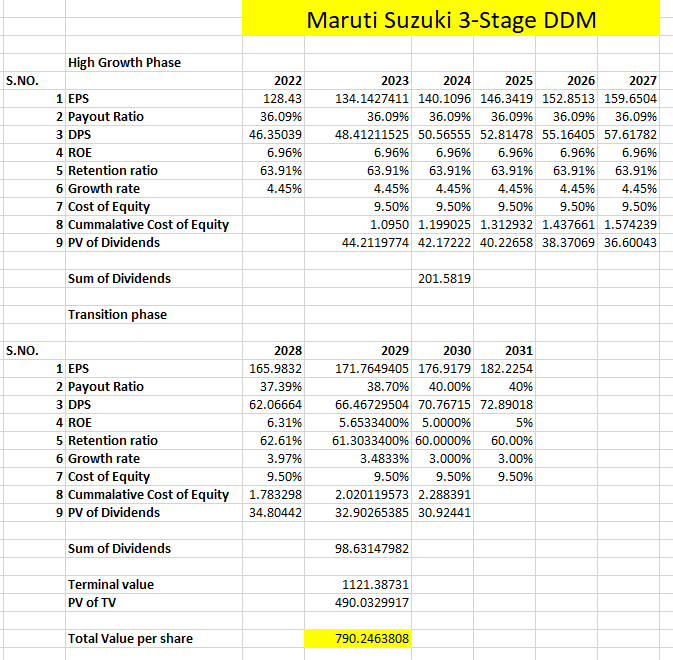 Maruti Suzuki 3-Stage DDM
High Growth Phase
S.NO. 2022 2023 2024 2025 2026 2027
1 EPS 128.43 134.1427411 140.1096 146.3419 152.8513 159.6504
2 Payout Ratio 36.09% 36.09% 36.09% 36.09% 36.09% 36.09%
3 DPS 46.35039 48.41211525 50.56555 52.81478 55.16405 57.61782
4 ROE 6.96% 6.96% 6.96% 6.96% 6.96% 6.96%
5 Retention ratio 63.91% 63.91% 63.91% 63.91% 63.91% 63.91%
6 Growth rate 4.45% 4.45% 4.45% 4.45% 4.45% 4.45%
7 Cost of Equity 9.50% 9.50% 9.50% 9.50% 9.50%
8 Cummalative Cost of Equity 1.0950 1.199025 1.312932 1.437661 1.574239
9 PV of Dividends 44.2119774 42.17222 40.22658 38.37069 36.60043
Sum of Dividends 201.5819
Transition phase
S.NO. 2028 2029 2030 2031
1 EPS 165.9832 171.7649405 176.9179 182.2254
2 Payout Ratio 37.39% 38.70% 40.00% 40%
3 DPS 62.06664 66.46729504 70.76715 72.89018
4 ROE 6.31% 5.6533400% 5.0000% 5%
5 Retention ratio 62.61% 61.3033400% 60.0000% 60.00%
6 Growth rate 3.97% 3.4833% 3.000% 3.00%
7 Cost of Equity 9.50% 9.50% 9.50% 9.50%
8 Cummalative Cost of Equity 1.783298 2.020119573 2.288391
9 PV of Dividends 34.80442 32.90265385 30.92441
Sum of Dividends 98.63147982
Terminal value 1121.38731
PV of TV 490.0329917
Total Value per share 790.2463808